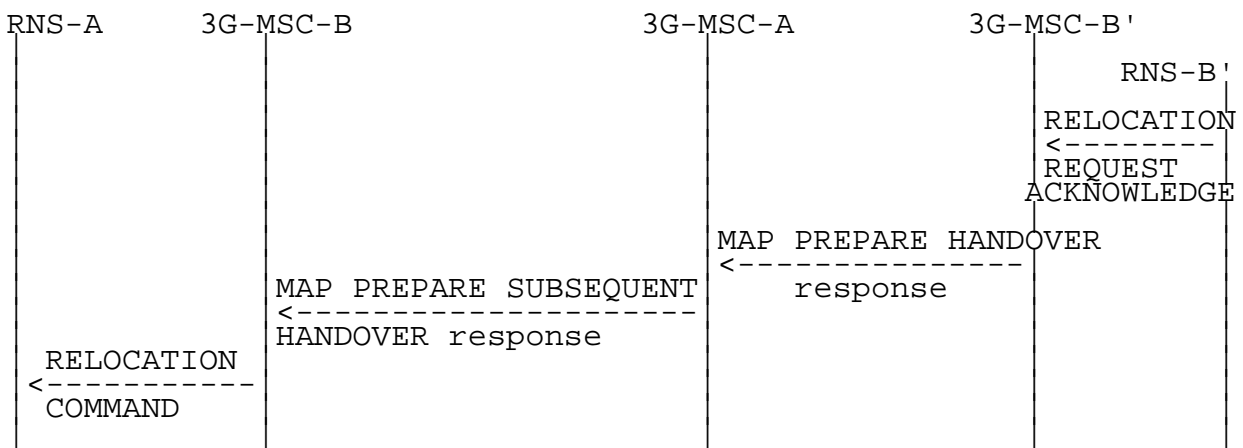 RNS-A 3G-MSC-B 3G-MSC-A 3G-MSC-B'
RNS-B'
RELOCATION
<--------
REQUEST
ACKNOWLEDGE
MAP PREPARE HANDOVER
<---------------
response
MAP PREPARE SUBSEQUENT
<---------------------
HANDOVER response
RELOCATION
<-----------
COMMAND